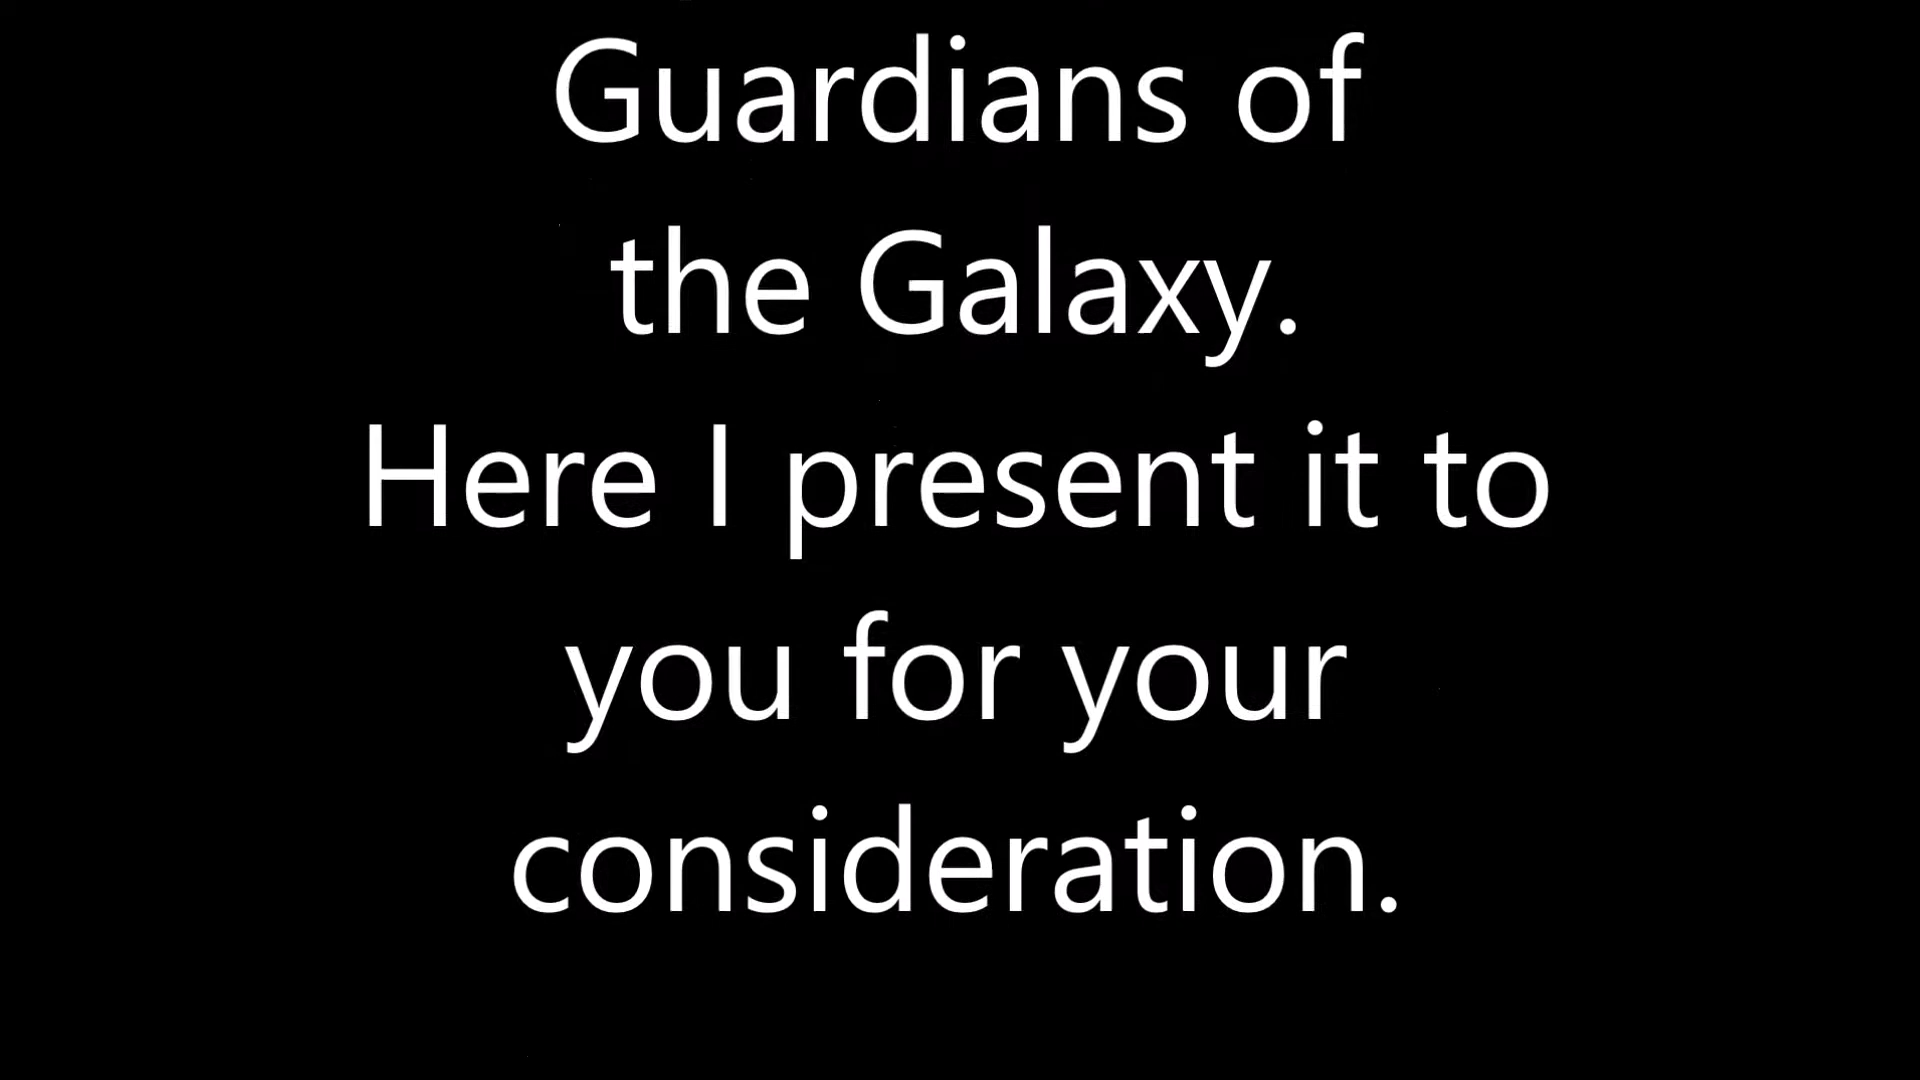 Guardians of
the Galaxy.
Here I present it to
you for your
consideration.